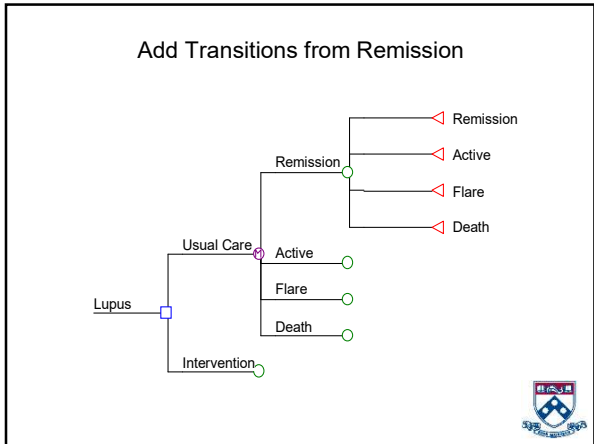 Add Transitions from Remission
Remission
Active
Flare
Death
Remission
Usual Care
M
Active
Flare
Death
Lupus
Intervention